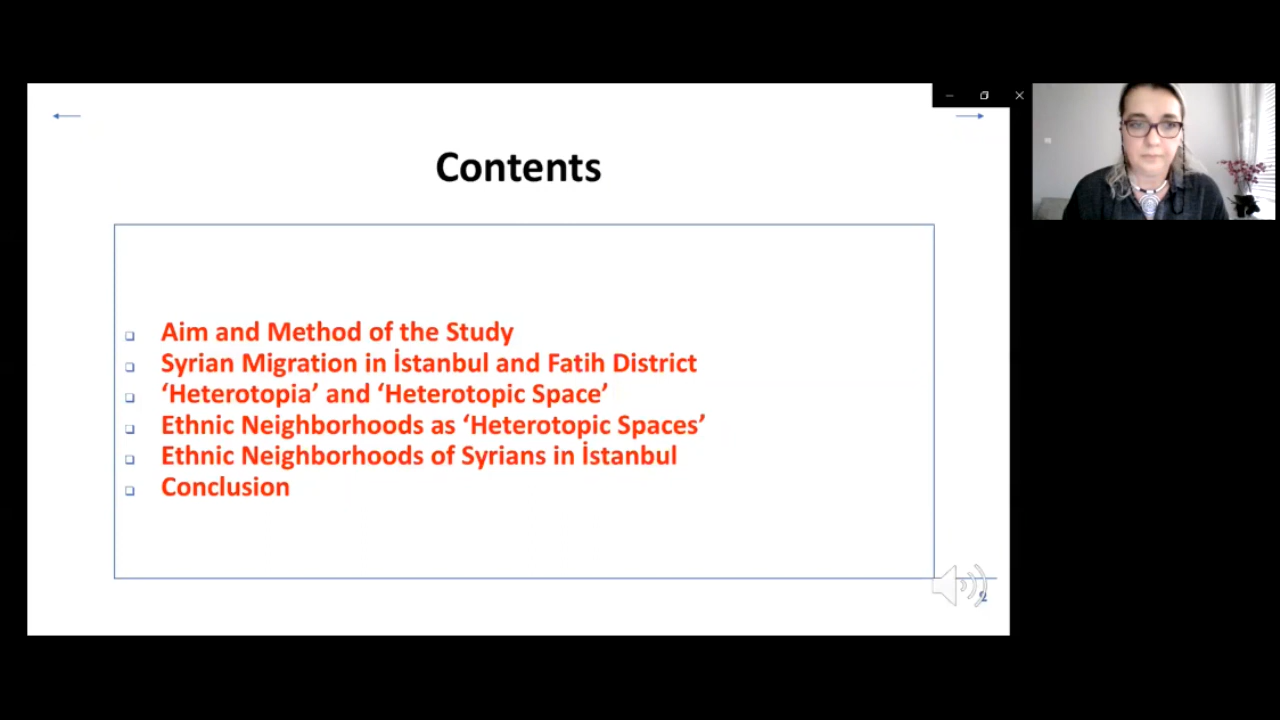 Contents
Aim and Method of the Study
Syrian Migration in İstanbul and Fatih District
‘Heterotopia’ and ‘Heterotopic Space’
Ethnic Neighborhoods as ‘Heterotopic Spaces’
Ethnic Neighborhoods of Syrians in İstanbul
Conclusion
2